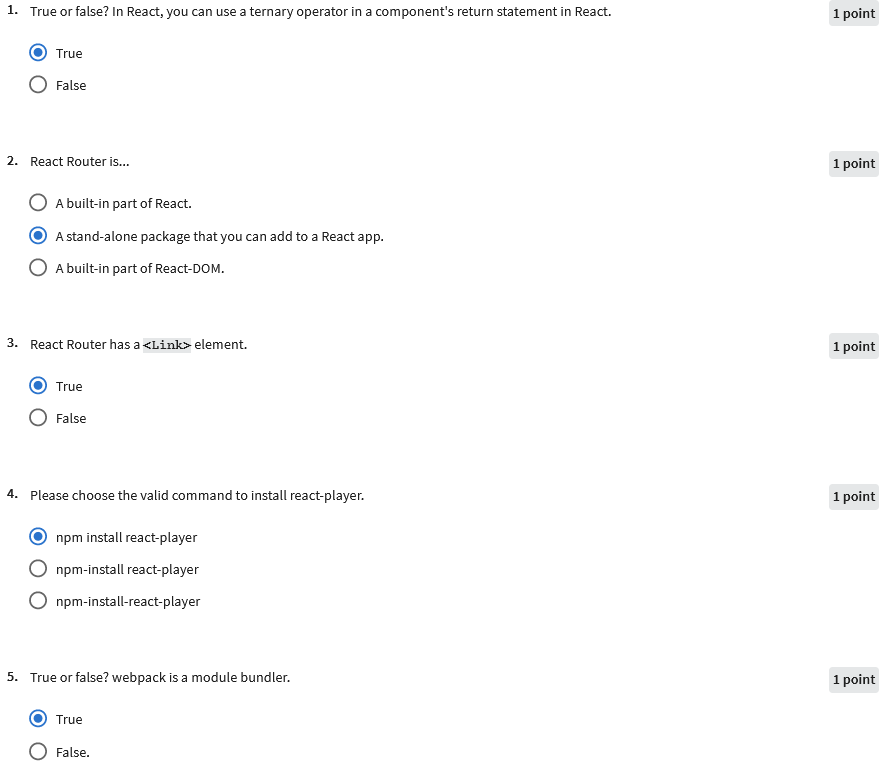 1. True or false? In React, you can use a ternary operator in a component's return statement in React. 1 point
True
False
2. React Router is... 1 point
A built-in part of React.
A stand-alone package that you can add to a React app.
A built-in part of React-DOM.
3. React Router has a <Link> element. 1 point
True
False
4. Please choose the valid command to install react-player. 1 point
npm install react-player
npm-install react-player
npm-install-react-player
5. True or false? webpack is a module bundler. 1 point
True
False.